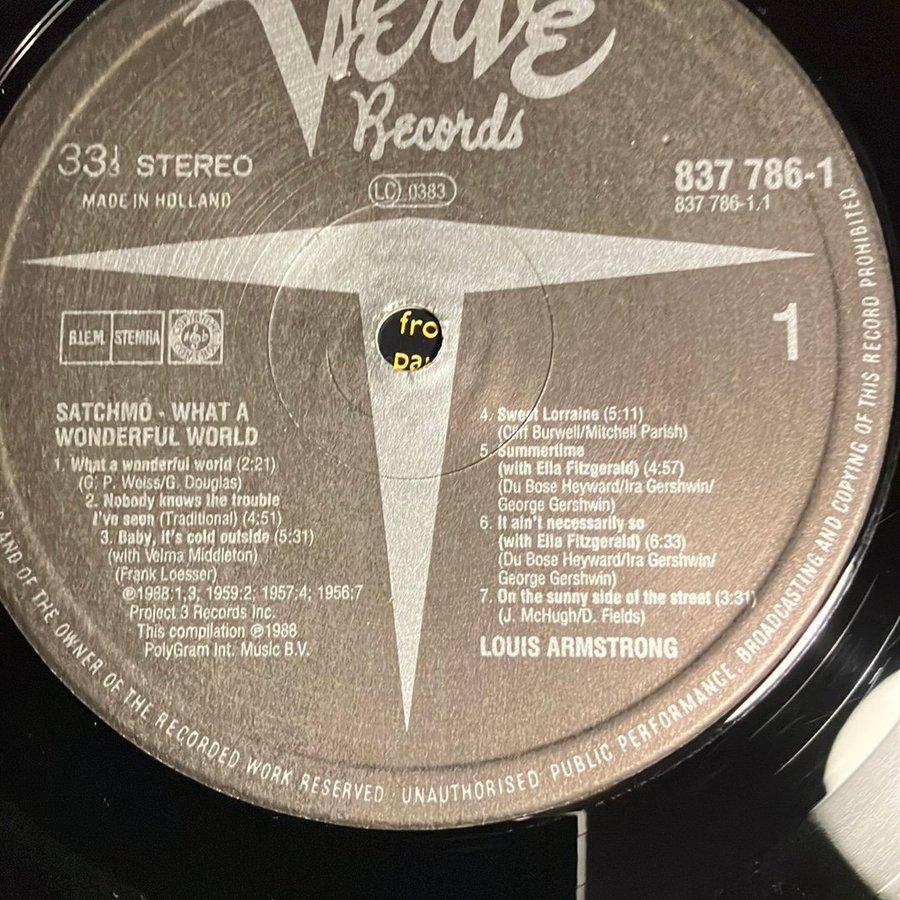 Verve
Records
33⅓ STEREO
MADE IN HOLLAND
LC 0383
837 786-1
837 786-1.1
B.I.E.M. STEMRA
1
fro
pa
SATCHMO - WHAT A
WONDERFUL WORLD
1. What a wonderful world (2:21)
(G. P. Weiss/G. Douglas)
2. Nobody knows the trouble
I've seen (Traditional) (4:51)
3. Baby, it's cold outside (5:31)
(with Velma Middleton)
(Frank Loesser)
℗1988:1,3; 1959:2; 1957:4; 1956:7
Project 3 Records Inc.
This compilation ℗1988
PolyGram Int. Music B.V.
4. Sweet Lorraine (5:11)
(Cliff Burwell/Mitchell Parish)
5. Summertime
(with Ella Fitzgerald) (4:57)
(Du Bose Heyward/Ira Gershwin/
George Gershwin)
6. It ain't necessarily so
(with Ella Fitzgerald) (6:33)
(Du Bose Heyward/Ira Gershwin/
George Gershwin)
7. On the sunny side of the street (3:31)
(J. McHugh/D. Fields)
LOUIS ARMSTRONG
AND OF THE OWNER OF THE RECORDED WORK RESERVED · UNAUTHORISED PUBLIC PERFORMANCE, BROADCASTING AND COPYING OF THIS RECORD PROHIBITED